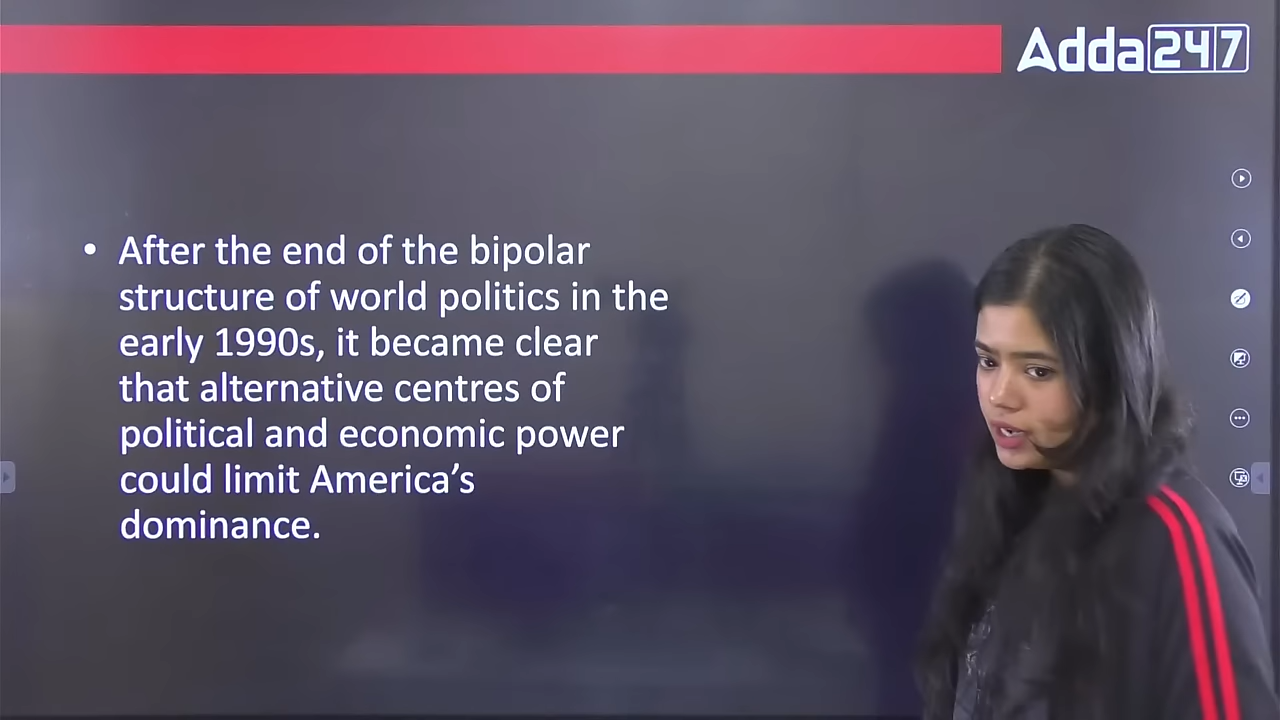 Adda247
• After the end of the bipolar
structure of world politics in the
early 1990s, it became clear
that alternative centres of
political and economic power
could limit America’s
dominance.